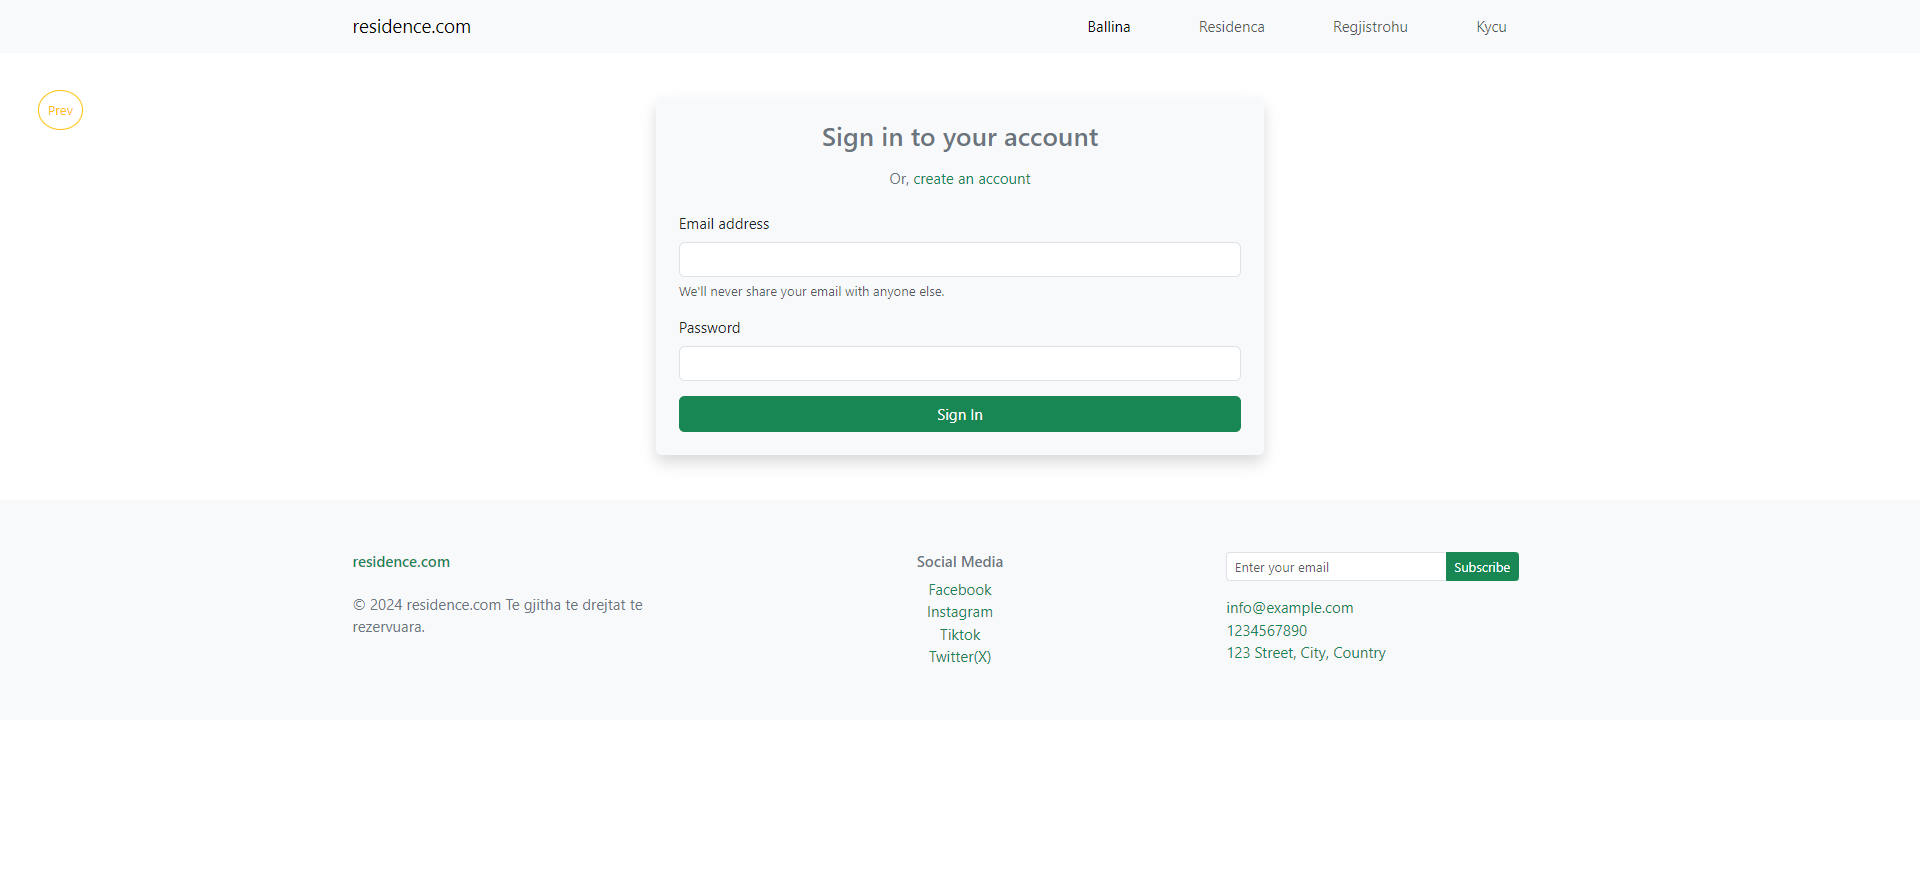 residence.com
Ballina
Residenca
Regjistrohu
Kycu
Prev
Sign in to your account
Or, create an account
Email address
We'll never share your email with anyone else.
Password
Sign In
residence.com
© 2024 residence.com Te gjitha te drejtat te
rezervuara.
Social Media
Facebook
Instagram
Tiktok
Twitter(X)
Enter your email
Subscribe
info@example.com
1234567890
123 Street, City, Country